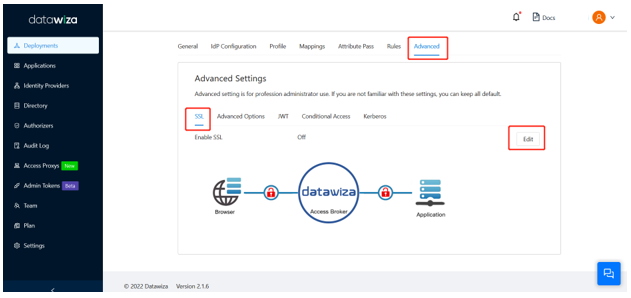 datawiza
Docs
Deployments
Applications
Identity Providers
Directory
Authorizers
Audit Log
Access Proxys New
Admin Tokens Beta
Team
Plan
Settings
General IdP Configuration Profile Mappings Attribute Pass Rules Advanced
Advanced Settings
Advanced setting is for profession administrator use. If you are not familiar with these settings, you can keep all default.
SSL Advanced Options JWT Conditional Access Kerberos
Enable SSL Off Edit
datawiza
Browser Access Broker Application
© 2022 Datawiza Version 2.1.6